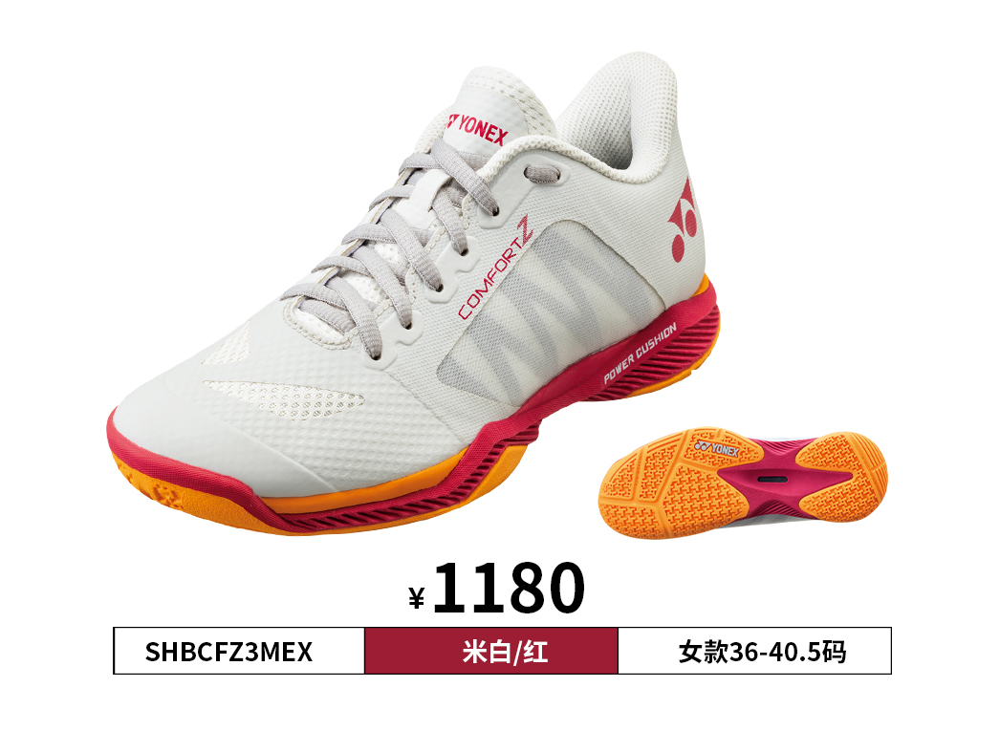 YONEX
COMFORT Z
POWER CUSHION
YONEX
¥1180
SHBCFZ3MEX
米白/红
女款36-40.5码